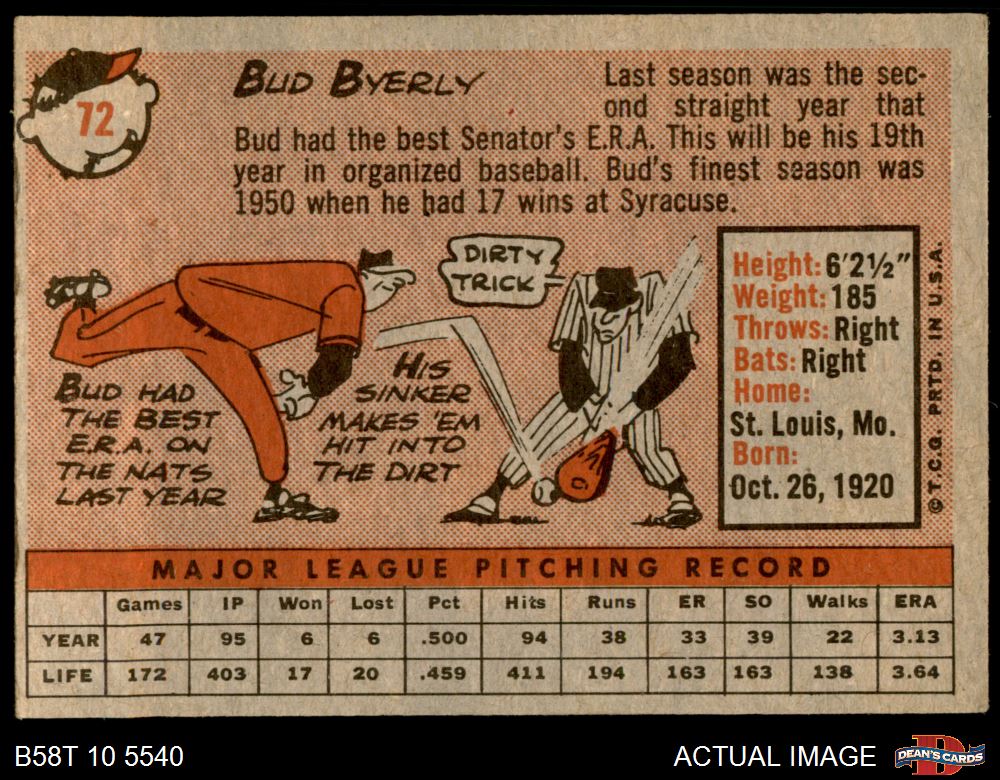 72
BUD BYERLY
Last season was the sec-
ond straight year that
Bud had the best Senator's E.R.A. This will be his 19th
year in organized baseball. Bud's finest season was
1950 when he had 17 wins at Syracuse.
BUD HAD
THE BEST
E.R.A. ON
THE NATS
LAST YEAR
HIS
SINKER
MAKES 'EM
HIT INTO
THE DIRT
DIRTY
TRICK
Height: 6'2½"
Weight: 185
Throws: Right
Bats: Right
Home:
St. Louis, Mo.
Born:
Oct. 26, 1920
© T.C.G. PRTD. IN U.S.A.
MAJOR LEAGUE PITCHING RECORD
Games IP Won Lost Pct Hits Runs ER SO Walks ERA
YEAR 47 95 6 6 .500 94 38 33 39 22 3.13
LIFE 172 403 17 20 .459 411 194 163 163 138 3.64
B58T 10 5540
ACTUAL IMAGE
DEAN'S CARDS